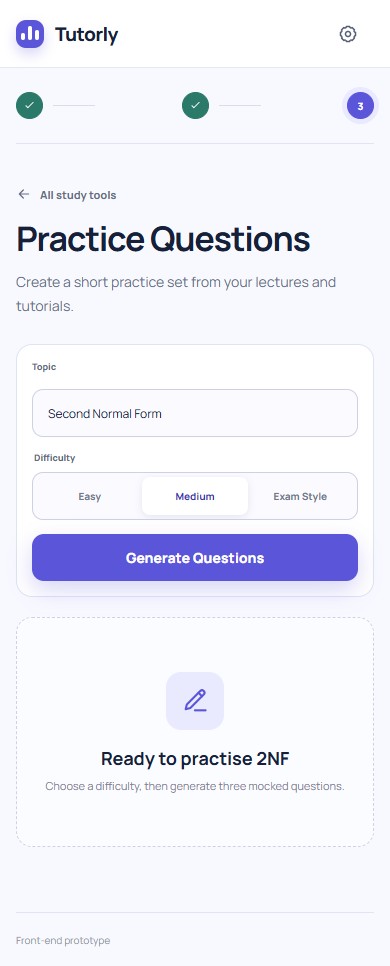 Tutorly
3
All study tools
Practice Questions
Create a short practice set from your lectures and
tutorials.
Topic
Second Normal Form
Difficulty
Easy
Medium
Exam Style
Generate Questions
Ready to practise 2NF
Choose a difficulty, then generate three mocked questions.
Front-end prototype